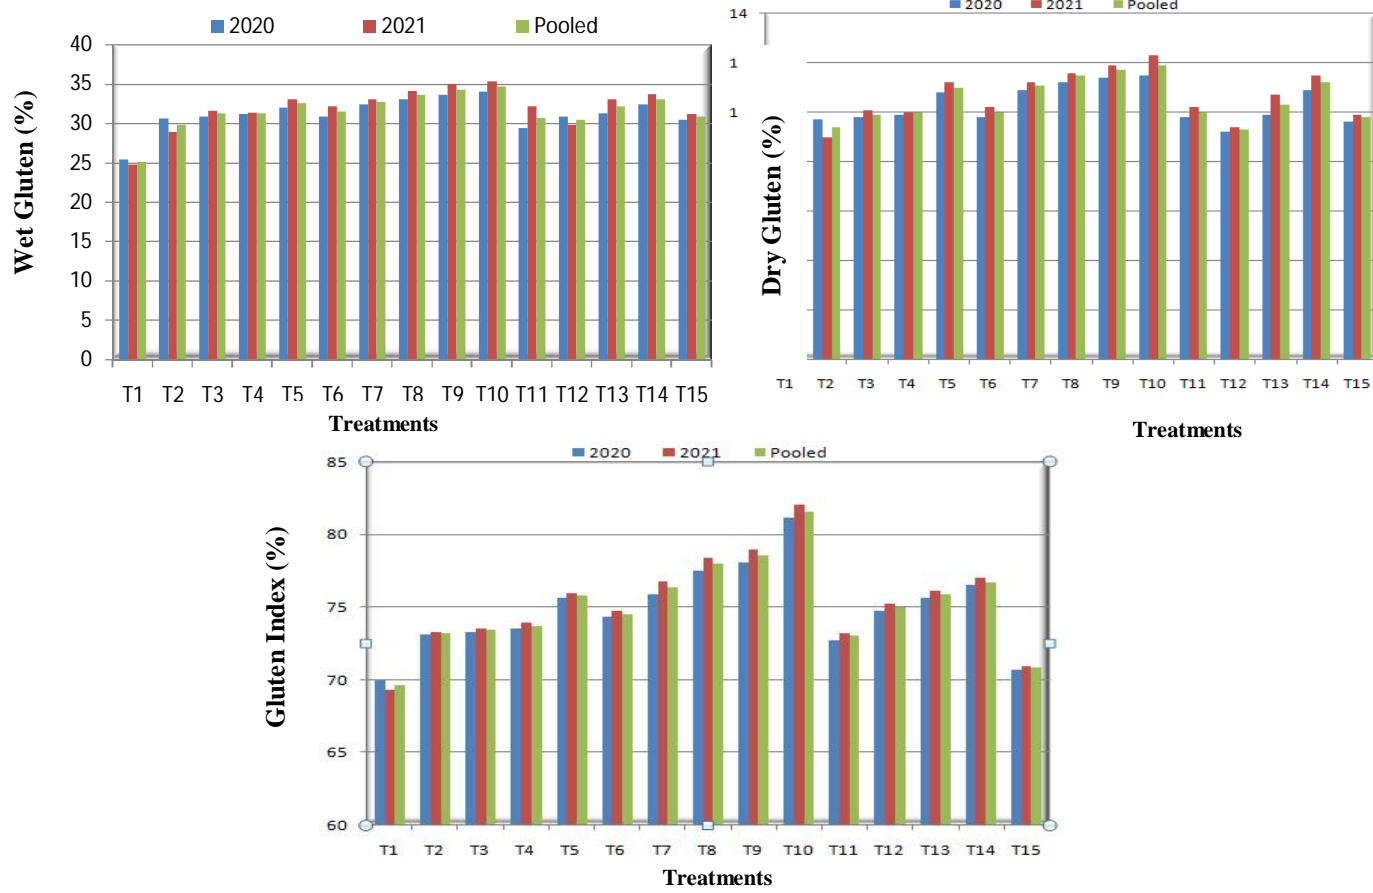 2020 2021 Pooled
Wet Gluten (%)
40
35
30
25
20
15
10
5
0
T1 T2 T3 T4 T5 T6 T7 T8 T9 T10 T11 T12 T13 T14 T15
Treatments
2020 2021 Pooled
Dry Gluten (%)
14
1
1
T1 T2 T3 T4 T5 T6 T7 T8 T9 T10 T11 T12 T13 T14 T15
Treatments
2020 2021 Pooled
Gluten Index (%)
85
80
75
70
65
60
T1 T2 T3 T4 T5 T6 T7 T8 T9 T10 T11 T12 T13 T14 T15
Treatments